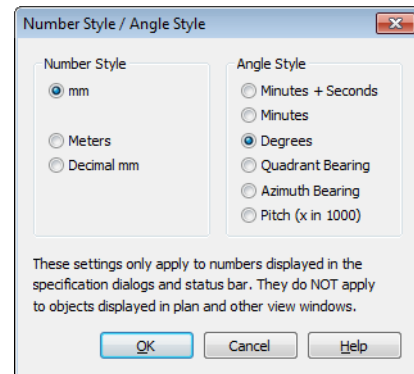 Number Style / Angle Style
Number Style
mm
Meters
Decimal mm
Angle Style
Minutes + Seconds
Minutes
Degrees
Quadrant Bearing
Azimuth Bearing
Pitch (x in 1000)
These settings only apply to numbers displayed in the
specification dialogs and status bar. They do NOT apply
to objects displayed in plan and other view windows.
OK Cancel Help